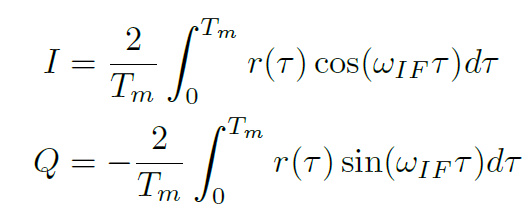 I = \frac{2}{T_m} \int_0^{T_m} r(\tau) \cos(\omega_{IF}\tau) d\tau
Q = -\frac{2}{T_m} \int_0^{T_m} r(\tau) \sin(\omega_{IF}\tau) d\tau